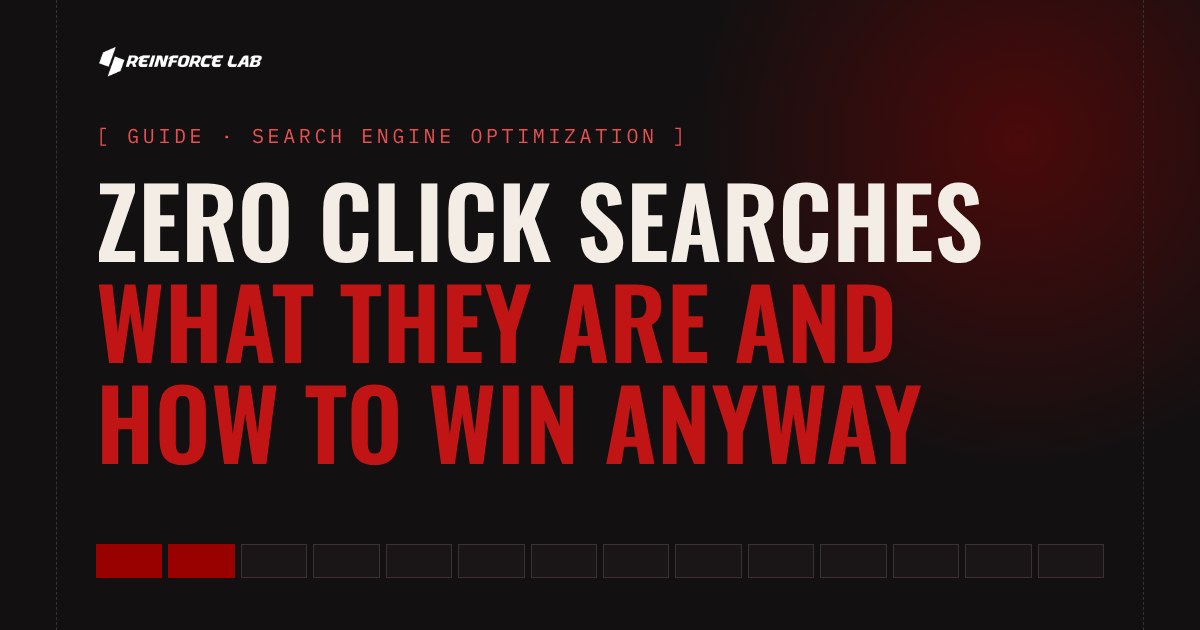 REINFORCE LAB
[ GUIDE · SEARCH ENGINE OPTIMIZATION ]
ZERO CLICK SEARCHES
WHAT THEY ARE AND
HOW TO WIN ANYWAY